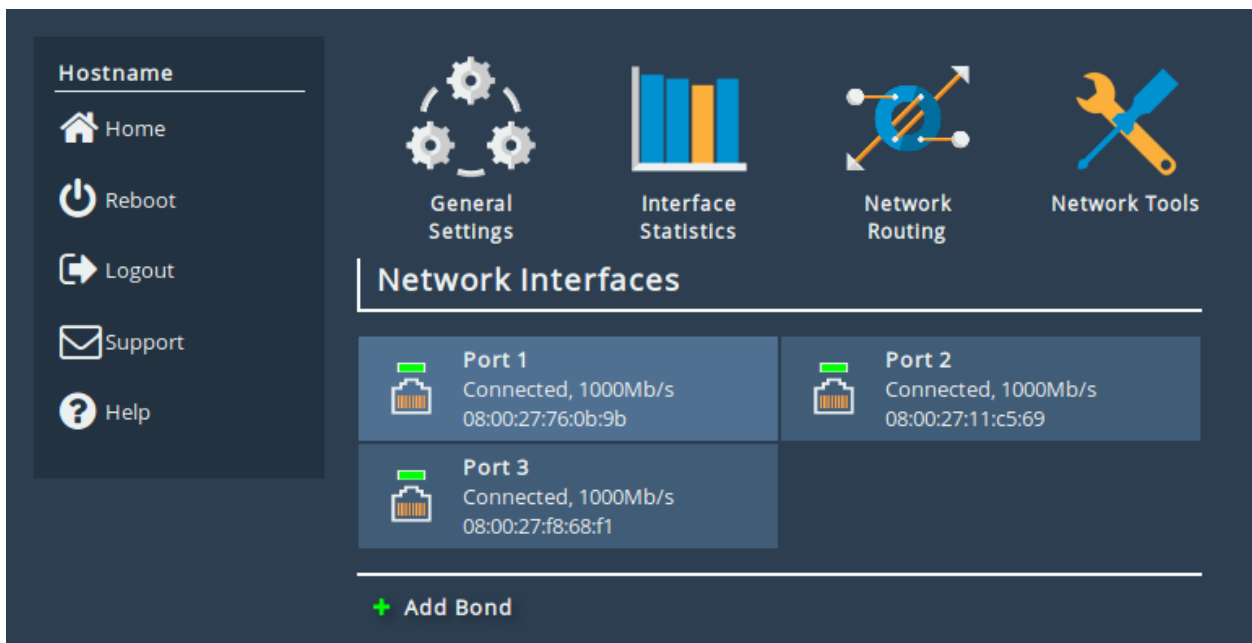 Hostname
Home
Reboot
Logout
Support
Help
General
Settings
Interface
Statistics
Network
Routing
Network Tools
Network Interfaces
Port 1
Connected, 1000Mb/s
08:00:27:76:0b:9b
Port 2
Connected, 1000Mb/s
08:00:27:11:c5:69
Port 3
Connected, 1000Mb/s
08:00:27:f8:68:f1
Add Bond